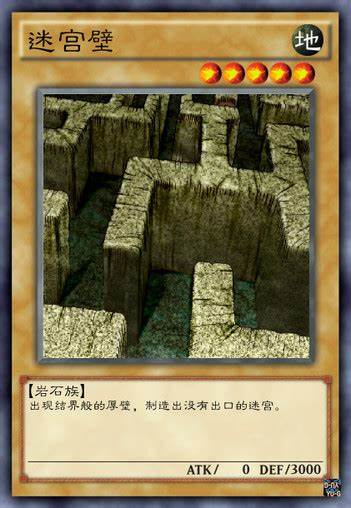 迷宫壁
地
【岩石族】
出现结界般的厚壁，制造出没有出口的迷宫。
ATK/ 0 DEF/3000